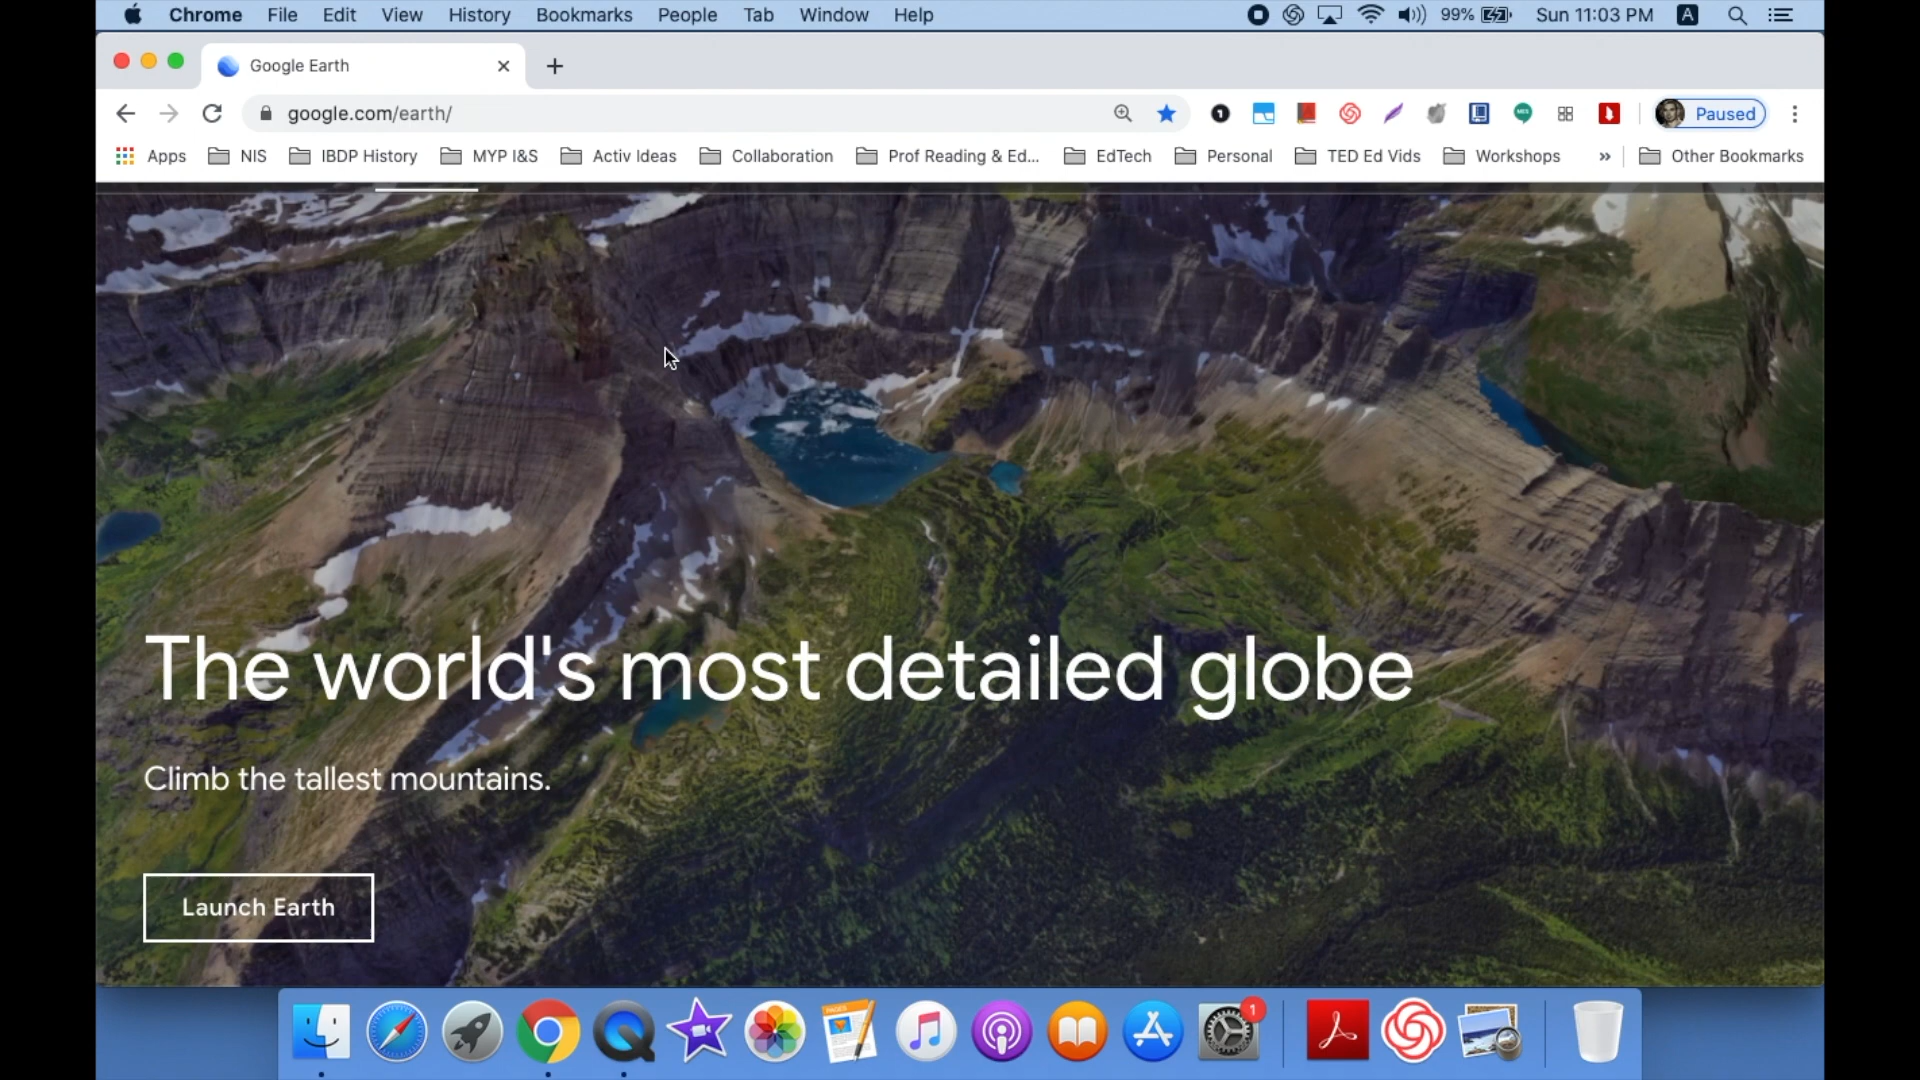 Chrome File Edit View History Bookmarks People Tab Window Help 99% Sun 11:03 PM A
Google Earth
google.com/earth/ Paused
Apps NIS IBDP History MYP I&S Activ Ideas Collaboration Prof Reading & Ed... EdTech Personal TED Ed Vids Workshops » Other Bookmarks
The world's most detailed globe
Climb the tallest mountains.
Launch Earth
PAGES
1